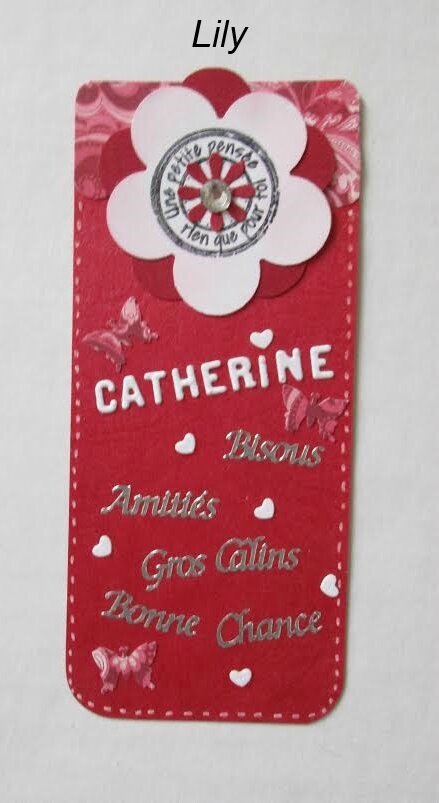 Lily
une petite pensée
rien que pour toi
CATHERINE
Bisous
Amitiés
Gros Câlins
Bonne Chance